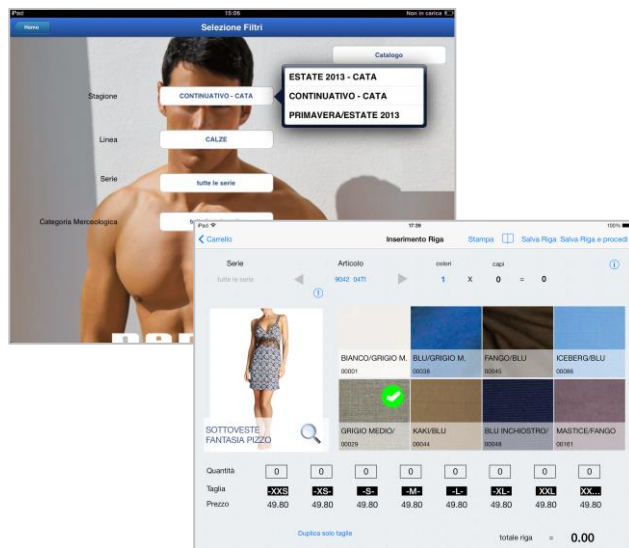 iPad 15:06 Non in carica
Home Selezione Filtri
Catalogo
ESTATE 2013 - CATA
Stagione CONTINUATIVO - CATA CONTINUATIVO - CATA
PRIMAVERA/ESTATE 2013
Linea CALZE
Serie tutte le serie
Categoria Merceologica
iPad 17:39 100%
Carrello Inserimento Riga Stampa Salva Riga Salva Riga e procedi
Serie Articolo colori capi
tutte le serie 9042 04TI 1 X 0 = 0
BIANCO/GRIGIO M. BLU/GRIGIO M. FANGO/BLU ICEBERG/BLU
00001 00038 00045 00086
SOTTOVESTE
FANTASIA PIZZO
GRIGIO MEDIO/ KAKI/BLU BLU INCHIOSTRO/ MASTICE/FANGO
00029 00044 00048 00161
Quantità 0 0 0 0 0 0 0 0
Taglia -XXS -XS- -S- -M- -L- -XL- XXL XX...
Prezzo 49.80 49.80 49.80 49.80 49.80 49.80 49.80 49.80
Duplica solo taglie
totale riga = 0.00